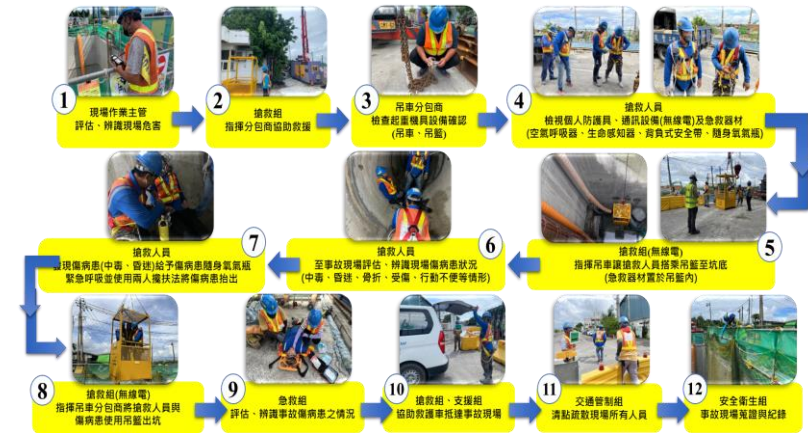 1
現場作業主管
評估、辨識現場危害
2
搶救組
指揮分包商協助救援
3
吊車分包商
檢查起重機具設備確認
(吊車、吊籃)
4
搶救人員
檢視個人防護具、通訊設備(無線電)及急救器材
(空氣呼吸器、生命感知器、背負式安全帶、隨身氧氣瓶)
5
搶救組(無線電)
指揮吊車讓搶救人員搭乘吊籃至坑底
(急救器材置於吊籃內)
6
搶救人員
至事故現場評估、辨識現場傷病患狀況
(中毒、昏迷、骨折、受傷、行動不便等情形)
7
搶救人員
發現傷病患(中毒、昏迷)給予傷病患隨身氧氣瓶
緊急呼吸並使用兩人攙扶法將傷病患抬出
8
搶救組(無線電)
指揮吊車分包商將搶救人員與
傷病患使用吊籃出坑
9
急救組
評估、辨識事故傷病患之情況
10
搶救組、支援組
協助救護車抵達事故現場
11
交通管制組
清點疏散現場所有人員
12
安全衛生組
事故現場蒐證與紀錄